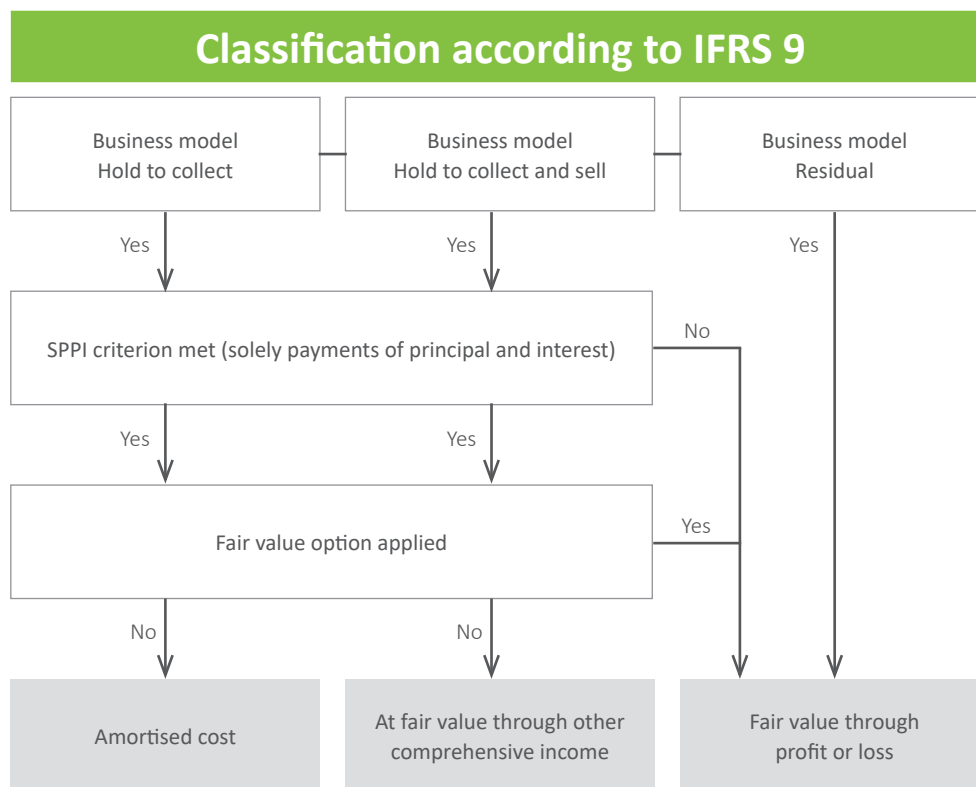 Classification according to IFRS 9
Business model
Hold to collect
Business model
Hold to collect and sell
Business model
Residual
Yes
Yes
Yes
SPPI criterion met (solely payments of principal and interest)
No
Yes
Yes
Fair value option applied
Yes
No
No
Amortised cost
At fair value through other
comprehensive income
Fair value through
profit or loss